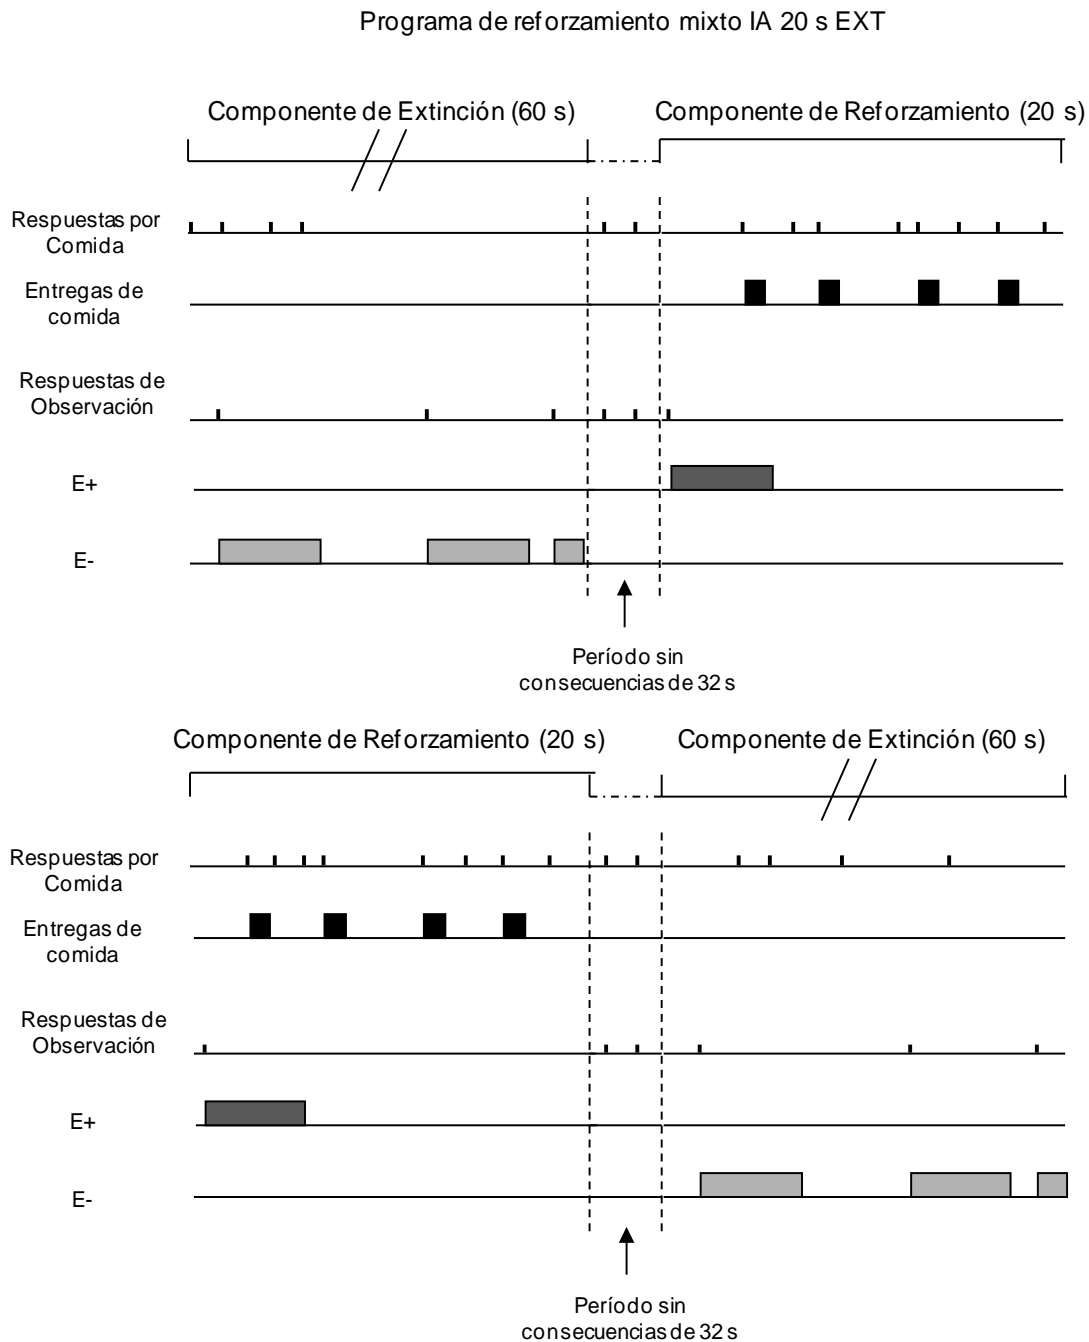 Programa de reforzamiento mixto IA 20 s EXT
Componente de Extinción (60 s)
Componente de Reforzamiento (20 s)
Respuestas por
Comida
Entregas de
comida
Respuestas de
Observación
E+
E-
Período sin
consecuencias de 32 s
Componente de Reforzamiento (20 s)
Componente de Extinción (60 s)
Respuestas por
Comida
Entregas de
comida
Respuestas de
Observación
E+
E-
Período sin
consecuencias de 32 s